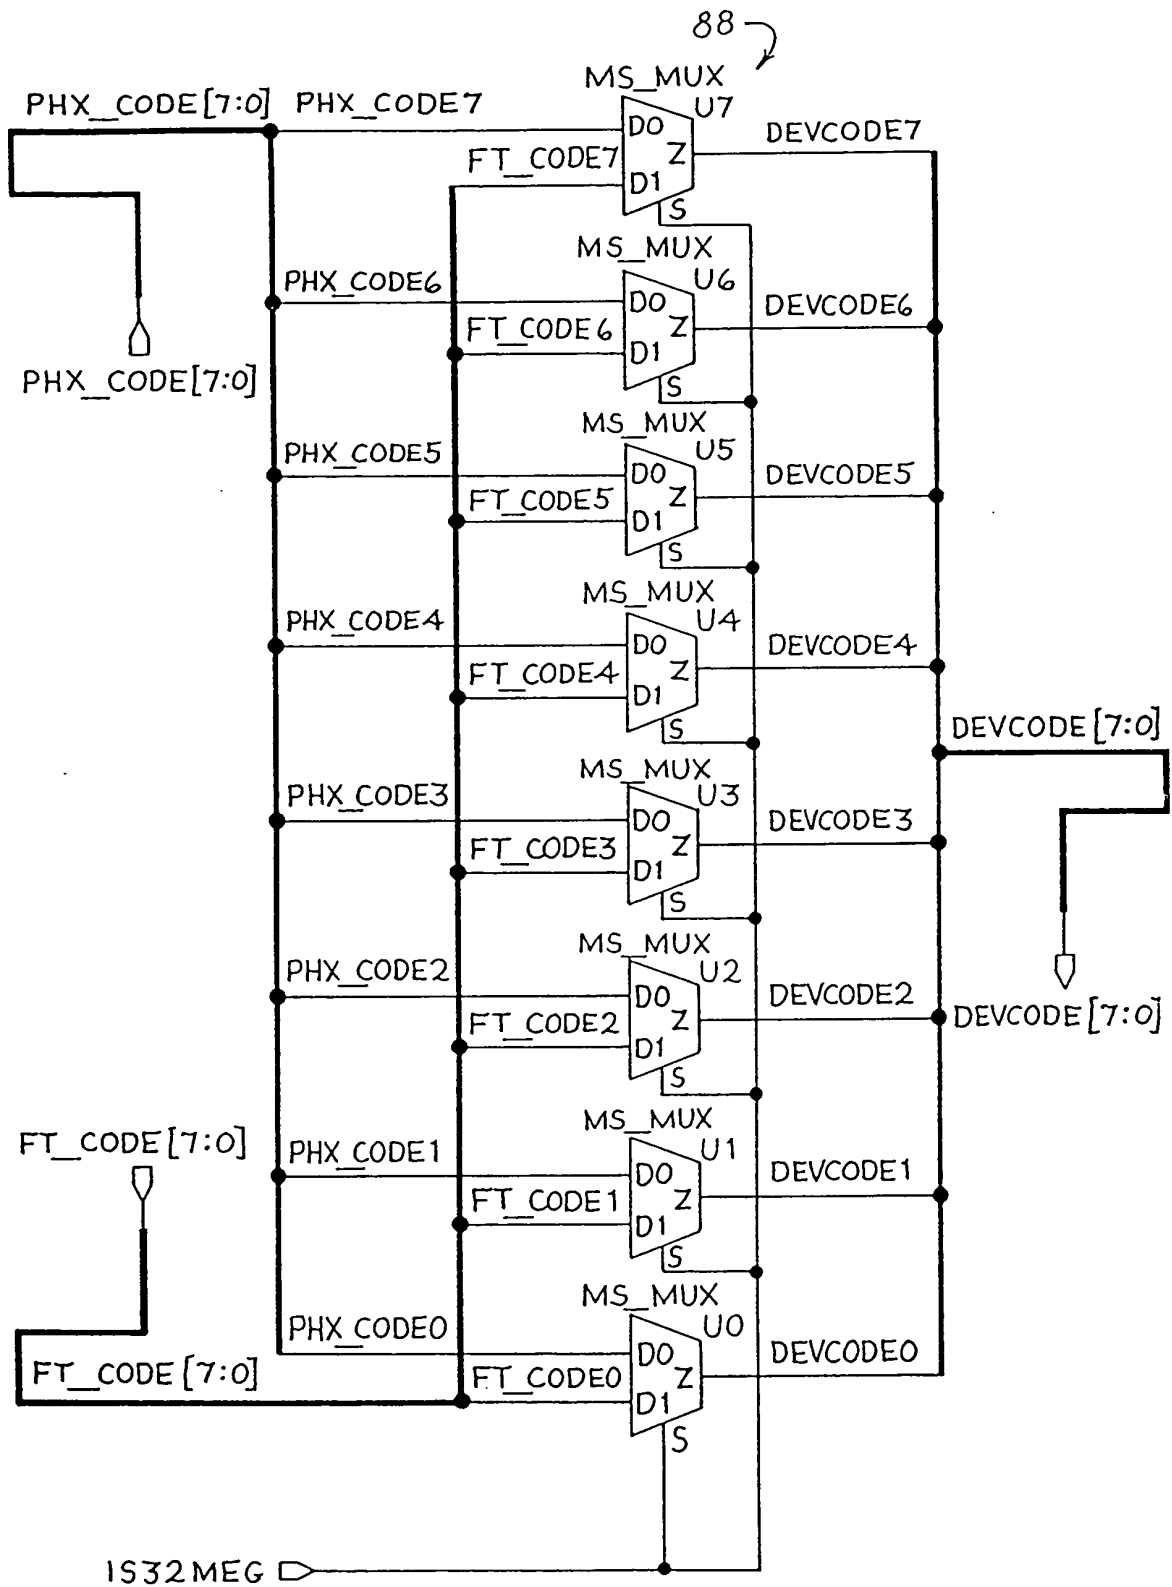 88
MS_MUX
U7
PHX_CODE[7:0] PHX_CODE7
D0
DEVCODE7
FT_CODE7
Z
D1
S
MS_MUX
U6
PHX_CODE6
D0
DEVCODE6
FT_CODE6
Z
D1
PHX_CODE[7:0]
S
MS_MUX
U5
PHX_CODE5
D0
DEVCODE5
FT_CODE5
Z
D1
S
MS_MUX
U4
PHX_CODE4
D0
DEVCODE4
FT_CODE4
Z
D1
S
DEVCODE[7:0]
MS_MUX
U3
PHX_CODE3
D0
DEVCODE3
FT_CODE3
Z
D1
S
MS_MUX
U2
PHX_CODE2
D0
DEVCODE2
FT_CODE2
Z
D1
DEVCODE[7:0]
S
MS_MUX
U1
FT_CODE[7:0]
PHX_CODE1
D0
DEVCODE1
FT_CODE1
Z
D1
S
MS_MUX
U0
PHX_CODE0
D0
DEVCODE0
FT_CODE[7:0]
FT_CODE0
Z
D1
S
IS32MEG